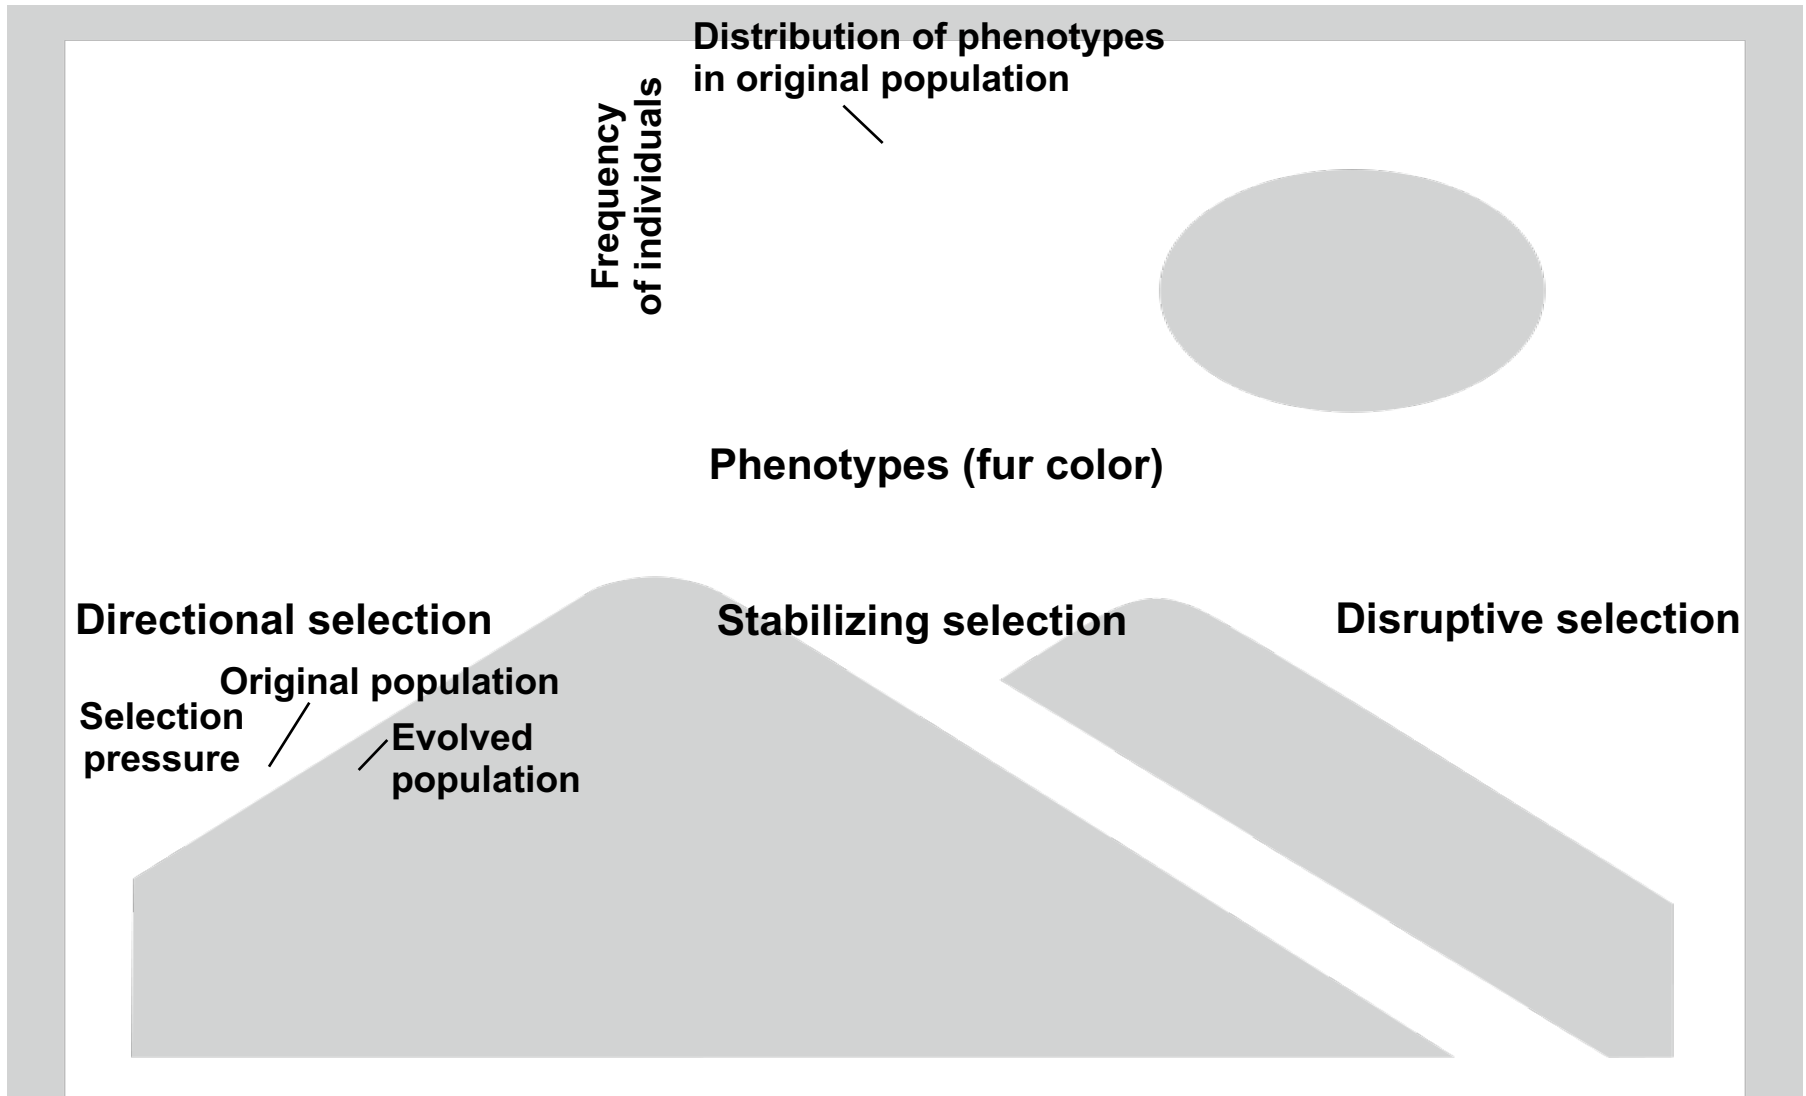 Distribution of phenotypes
in original population
Frequency
of individuals
Phenotypes (fur color)
Directional selection
Stabilizing selection
Disruptive selection
Original population
Selection
pressure
Evolved
population